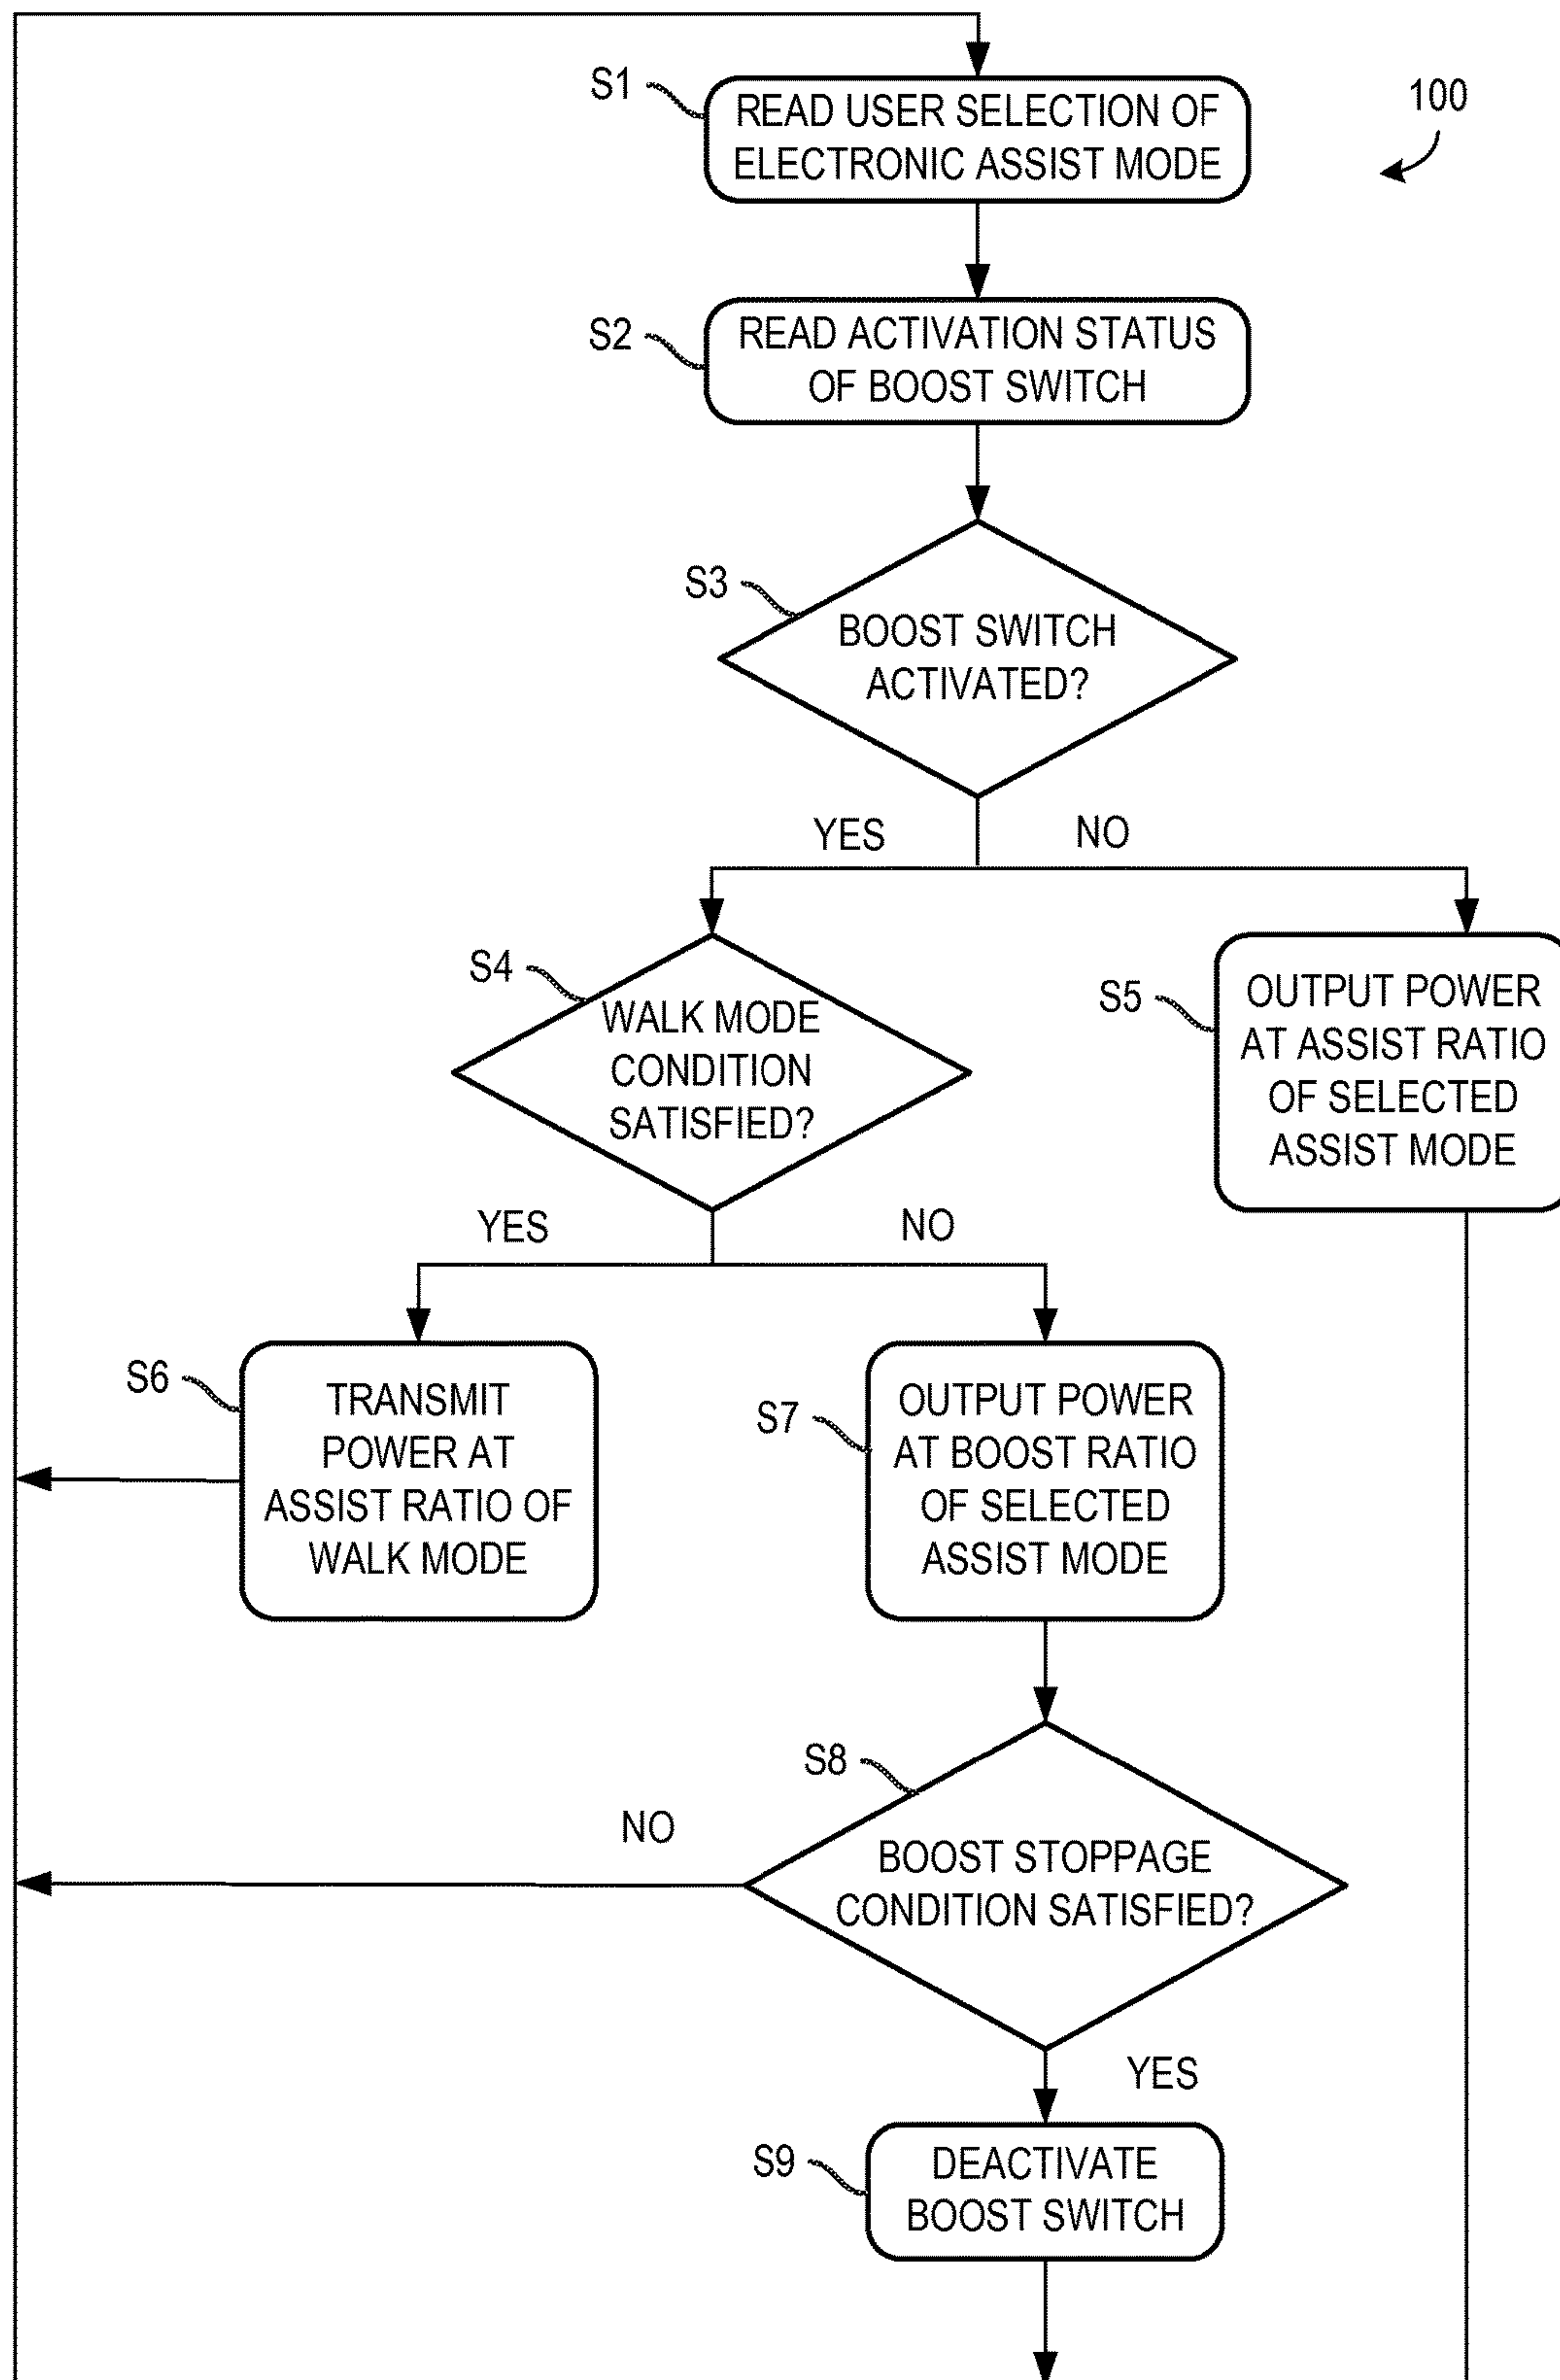 S1
READ USER SELECTION OF
ELECTRONIC ASSIST MODE
100
S2
READ ACTIVATION STATUS
OF BOOST SWITCH
S3
BOOST SWITCH
ACTIVATED?
YES
NO
S4
WALK MODE
CONDITION
SATISFIED?
S5
OUTPUT POWER
AT ASSIST RATIO
OF SELECTED
ASSIST MODE
YES
NO
S6
TRANSMIT
POWER AT
ASSIST RATIO OF
WALK MODE
S7
OUTPUT POWER
AT BOOST RATIO
OF SELECTED
ASSIST MODE
S8
BOOST STOPPAGE
CONDITION SATISFIED?
NO
YES
S9
DEACTIVATE
BOOST SWITCH